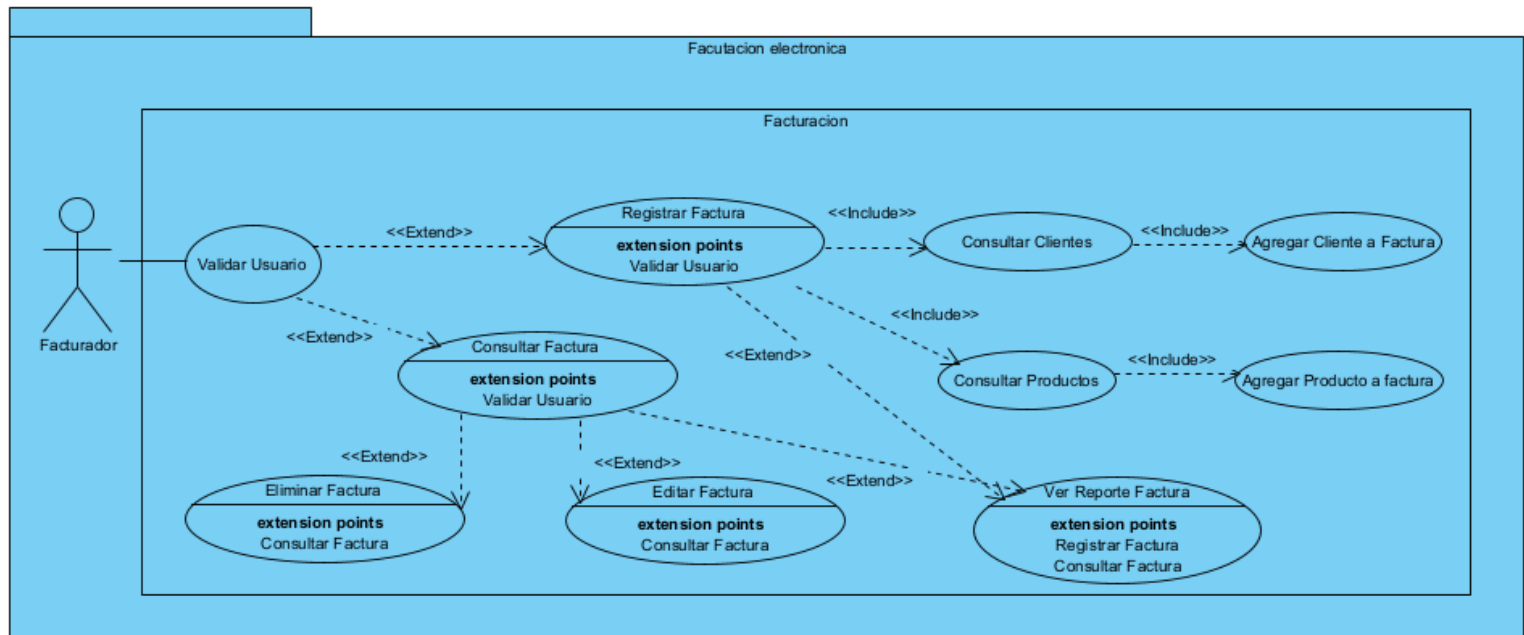 Facutacion electronica
Facturacion
Facturador
Validar Usuario
<<Extend>>
Registrar Factura
extension points
Validar Usuario
<<Include>>
Consultar Clientes
<<Include>>
Agregar Cliente a Factura
<<Extend>>
Consultar Factura
extension points
Validar Usuario
<<Extend>>
<<Include>>
Consultar Productos
<<Include>>
Agregar Producto a factura
<<Extend>>
Eliminar Factura
extension points
Consultar Factura
<<Extend>>
Editar Factura
extension points
Consultar Factura
<<Extend>>
Ver Reporte Factura
extension points
Registrar Factura
Consultar Factura